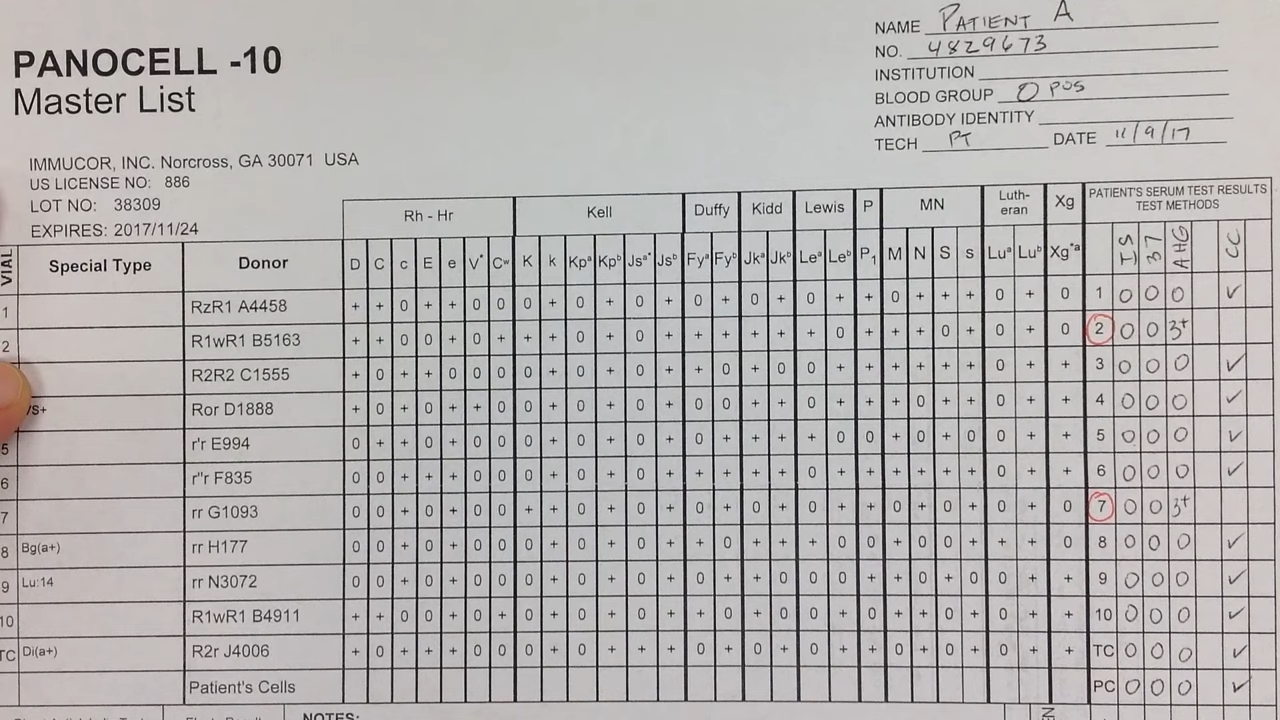 NAME PATIENT A
NO. 4829673
INSTITUTION
BLOOD GROUP O POS
ANTIBODY IDENTITY
TECH PT DATE 11/9/17
PANOCELL -10
Master List
IMMUCOR, INC. Norcross, GA 30071 USA
US LICENSE NO: 886
LOT NO: 38309
EXPIRES: 2017/11/24
Rh - Hr Kell Duffy Kidd Lewis P MN Luth-eran Xg PATIENT'S SERUM TEST RESULTS
TEST METHODS
VIAL Special Type Donor D C c E e V* Cʷ K k Kpᵃ Kpᵇ Jsᵃ* Jsᵇ Fyᵃ Fyᵇ Jkᵃ Jkᵇ Leᵃ Leᵇ P₁ M N S s Luᵃ Luᵇ Xg*ᵃ IS 37 AHG CC
1 RzR1 A4458 + + 0 + + 0 0 0 + 0 + 0 + 0 + 0 + 0 + + 0 + + + 0 + 0 1 0 0 0 ✓
2 R1wR1 B5163 + + 0 0 + 0 + + + 0 + 0 + + + + + + 0 + + + 0 + 0 + 0 2 0 0 3+
R2R2 C1555 + 0 + + 0 0 0 0 + 0 + 0 + + 0 + 0 0 + + + 0 + + 0 + + 3 0 0 0 ✓
VS+ Ror D1888 + 0 + 0 + + 0 0 + 0 + 0 + 0 0 + + 0 + + + 0 + + 0 + + 4 0 0 0 ✓
5 r'r E994 0 + + 0 + 0 0 0 + 0 + 0 + 0 + + + + 0 0 + 0 + 0 0 + + 5 0 0 0 ✓
6 r"r F835 0 0 + + + 0 0 0 + 0 + 0 + + + + + 0 + + + + + + 0 + + 6 0 0 0 ✓
7 rr G1093 0 0 + 0 + 0 0 + + 0 + 0 + 0 + 0 + 0 + + 0 + 0 + 0 + 0 7 0 0 3+
8 Bg(a+) rr H177 0 0 + 0 + 0 0 0 + 0 + 0 + + 0 + + + 0 + + 0 + + + + 0 8 0 0 0 ✓
9 Lu:14 rr N3072 0 0 + 0 + 0 0 0 + 0 + 0 + + 0 + 0 0 0 + + 0 + 0 0 + + 9 0 0 0 ✓
10 R1wR1 B4911 + + 0 0 + 0 + 0 + 0 + 0 + + 0 + 0 0 + 0 + + 0 + 0 + + 10 0 0 0 ✓
TC Di(a+) R2r J4006 + 0 + + + 0 0 0 + 0 + 0 + 0 + 0 + 0 + 0 + 0 + + 0 + + TC 0 0 0 ✓
Patient's Cells PC 0 0 0 ✓
NOTES: